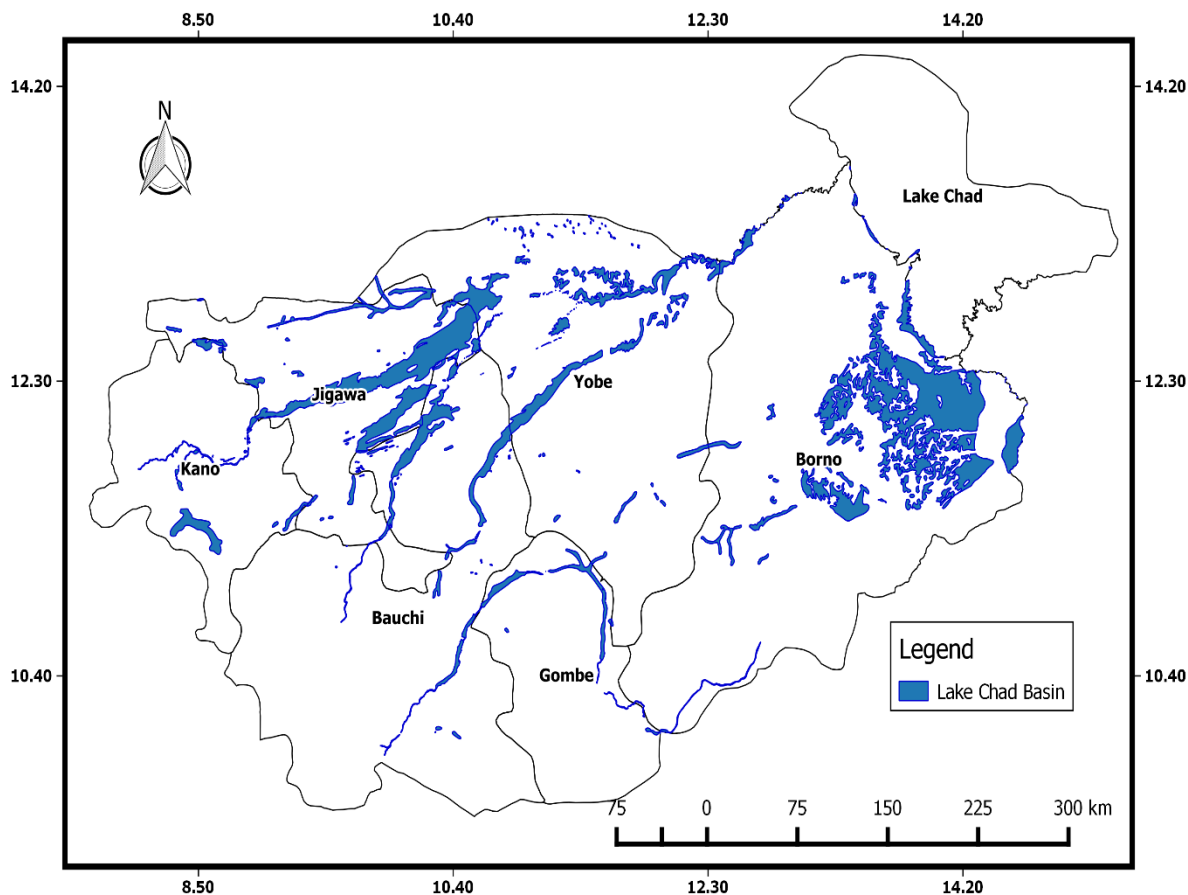 8.50 10.40 12.30 14.20
14.20 14.20
N
Lake Chad
12.30 12.30
Jigawa
Yobe
Kano
Borno
Bauchi
Legend
Gombe
10.40 10.40
Lake Chad Basin
75 0 75 150 225 300 km
8.50 10.40 12.30 14.20